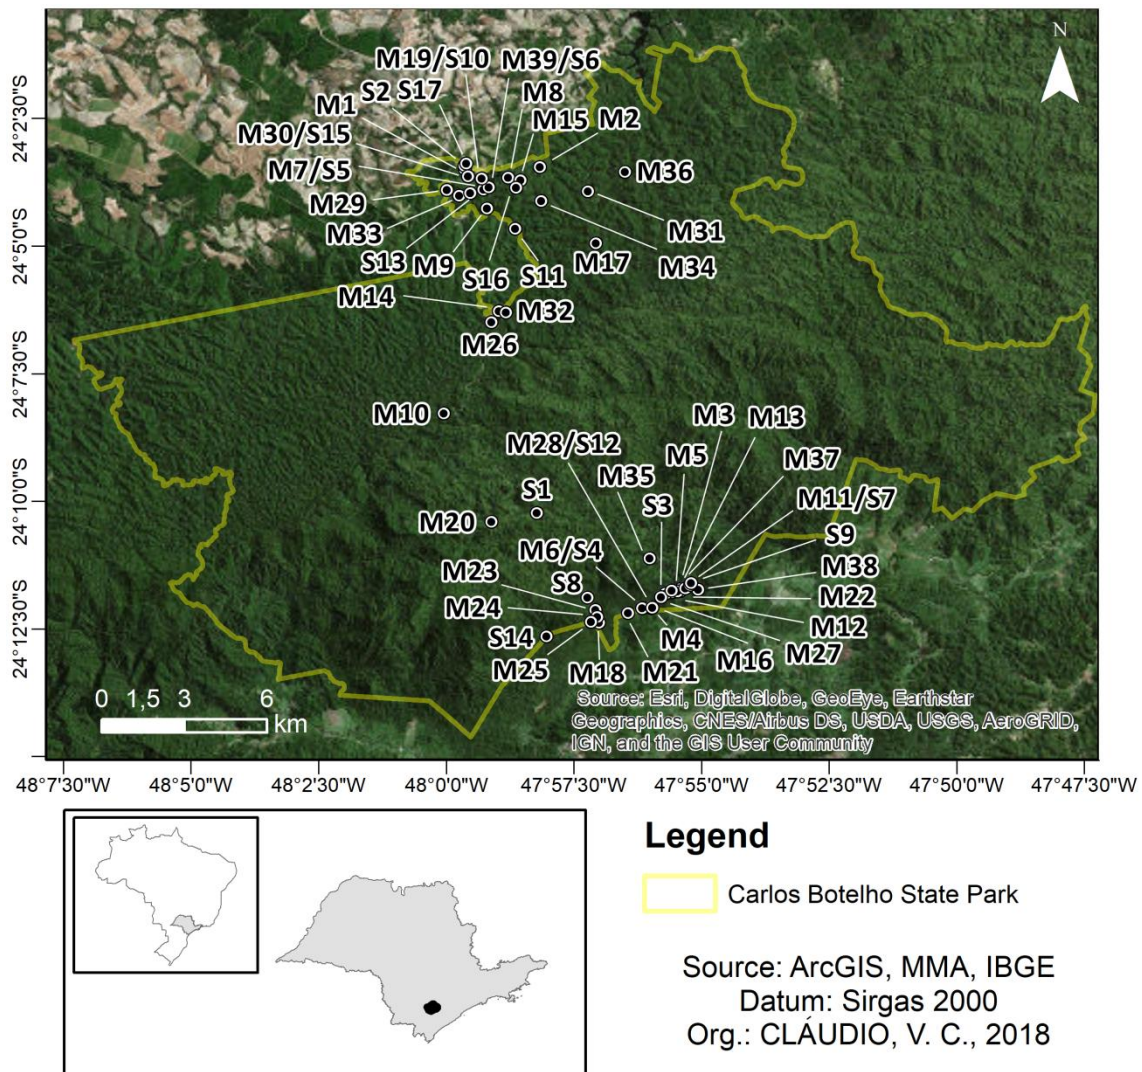 N
M19/S10
M39/S6
S2
S17
M8
M1
M15
M2
M30/S15
M7/S5
M36
M29
M33
M31
S13
M9
S16
S11
M17
M34
M14
M32
M26
M10
M3
M13
M28/S12
M5
M37
M35
S1
S3
M11/S7
M20
S9
M6/S4
M23
S8
M38
M24
M22
S14
M4
M12
M25
M18
M21
M16
M27
24°2'30"S
24°5'0"S
24°7'30"S
24°10'0"S
24°12'30"S
0 1,5 3 6
km
Source: Esri, DigitalGlobe, GeoEye, Earthstar
Geographics, CNES/Airbus DS, USDA, USGS, AeroGRID,
IGN, and the GIS User Community
48°7'30"W 48°5'0"W 48°2'30"W 48°0'0"W 47°57'30"W 47°55'0"W 47°52'30"W 47°50'0"W 47°47'30"W
Legend
Carlos Botelho State Park
Source: ArcGIS, MMA, IBGE
Datum: Sirgas 2000
Org.: CLÁUDIO, V. C., 2018